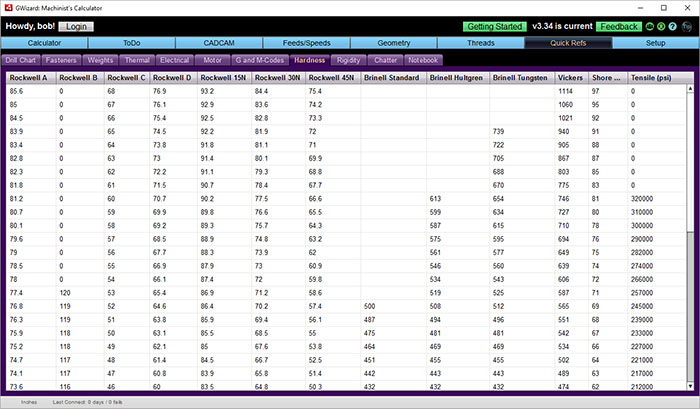 GWizard: Machinist's Calculator
Howdy, bob! Login Getting Started v3.34 is current Feedback
Calculator ToDo CADCAM Feeds/Speeds Geometry Threads Quick Refs Setup
Drill Chart Fasteners Weights Thermal Electrical Motor G and M-Codes Hardness Rigidity Chatter Notebook
Rockwell A Rockwell B Rockwell C Rockwell D Rockwell 15N Rockwell 30N Rockwell 45N Brinell Standard Brinell Hultgren Brinell Tungsten Vickers Shore ... Tensile (psi)
85.6 0 68 76.9 93.2 84.4 75.4 1114 97 0
85 0 67 76.1 92.9 83.6 74.2 1060 95 0
84.5 0 66 75.4 92.5 82.8 73.3 1021 92 0
83.9 0 65 74.5 92.2 81.9 72 739 940 91 0
83.4 0 64 73.8 91.8 81.1 71 722 905 88 0
82.8 0 63 73 91.4 80.1 69.9 705 867 87 0
82.3 0 62 72.2 91.1 79.3 68.8 688 803 85 0
81.8 0 61 71.5 90.7 78.4 67.7 670 775 83 0
81.2 0 60 70.7 90.2 77.5 66.6 613 654 746 81 320000
80.7 0 59 69.9 89.8 76.6 65.5 599 634 727 80 310000
80.1 0 58 69.2 89.3 75.7 64.3 587 615 710 78 300000
79.6 0 57 68.5 88.9 74.8 63.2 575 595 694 76 290000
79 0 56 67.7 88.3 73.9 62 561 577 649 75 282000
78.5 0 55 66.9 87.9 73 60.9 546 560 639 74 274000
78 0 54 66.1 87.4 72 59.8 534 543 606 72 266000
77.4 120 53 65.4 86.9 71.2 58.6 519 525 587 71 257000
76.8 119 52 64.6 86.4 70.2 57.4 500 508 512 565 69 245000
76.3 119 51 63.8 85.9 69.4 56.1 487 494 496 551 68 239000
75.9 118 50 63.1 85.5 68.5 55 475 481 481 542 67 233000
75.2 118 49 62.1 85 67.6 53.8 464 469 469 534 66 227000
74.7 117 48 61.4 84.5 66.7 52.5 451 455 455 502 64 221000
74.1 117 47 60.8 83.9 65.8 51.4 442 443 443 489 63 217000
73.6 116 46 60 83.5 64.8 50.3 432 432 432 474 62 212000
Inches Last Connect: 0 days / 0 fails